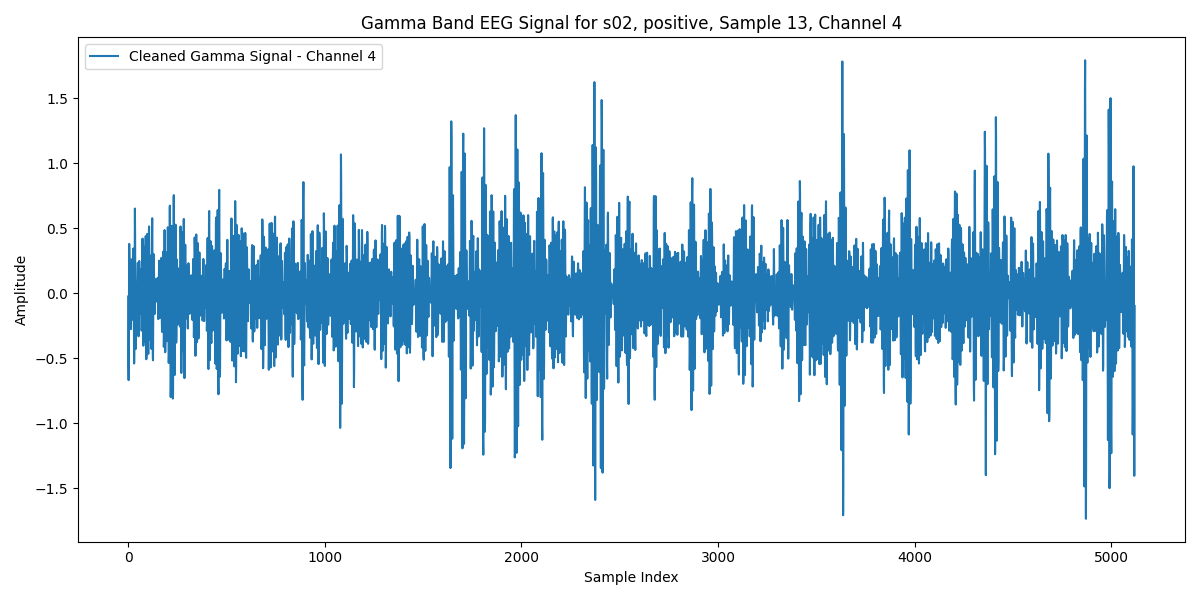 Gamma Band EEG Signal for s02, positive, Sample 13, Channel 4
Cleaned Gamma Signal - Channel 4
Amplitude
1.5
1.0
0.5
0.0
−0.5
−1.0
−1.5
0 1000 2000 3000 4000 5000
Sample Index